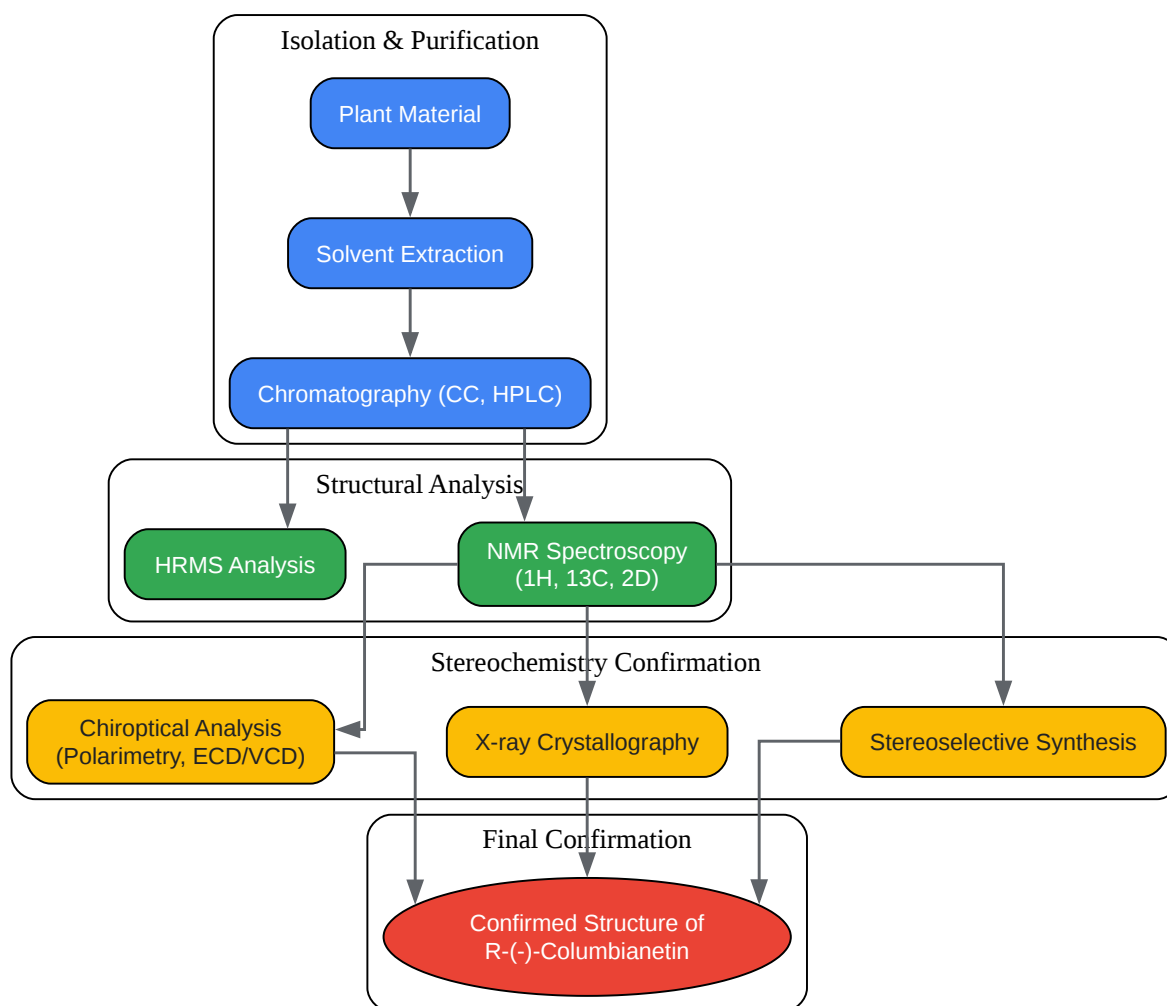 Isolation & Purification
Plant Material
Solvent Extraction
Chromatography (CC, HPLC)
Structural Analysis
HRMS Analysis
NMR Spectroscopy
(1H, 13C, 2D)
Stereochemistry Confirmation
Chiroptical Analysis
(Polarimetry, ECD/VCD)
X-ray Crystallography
Stereoselective Synthesis
Final Confirmation
Confirmed Structure of
R-(-)-Columbianetin